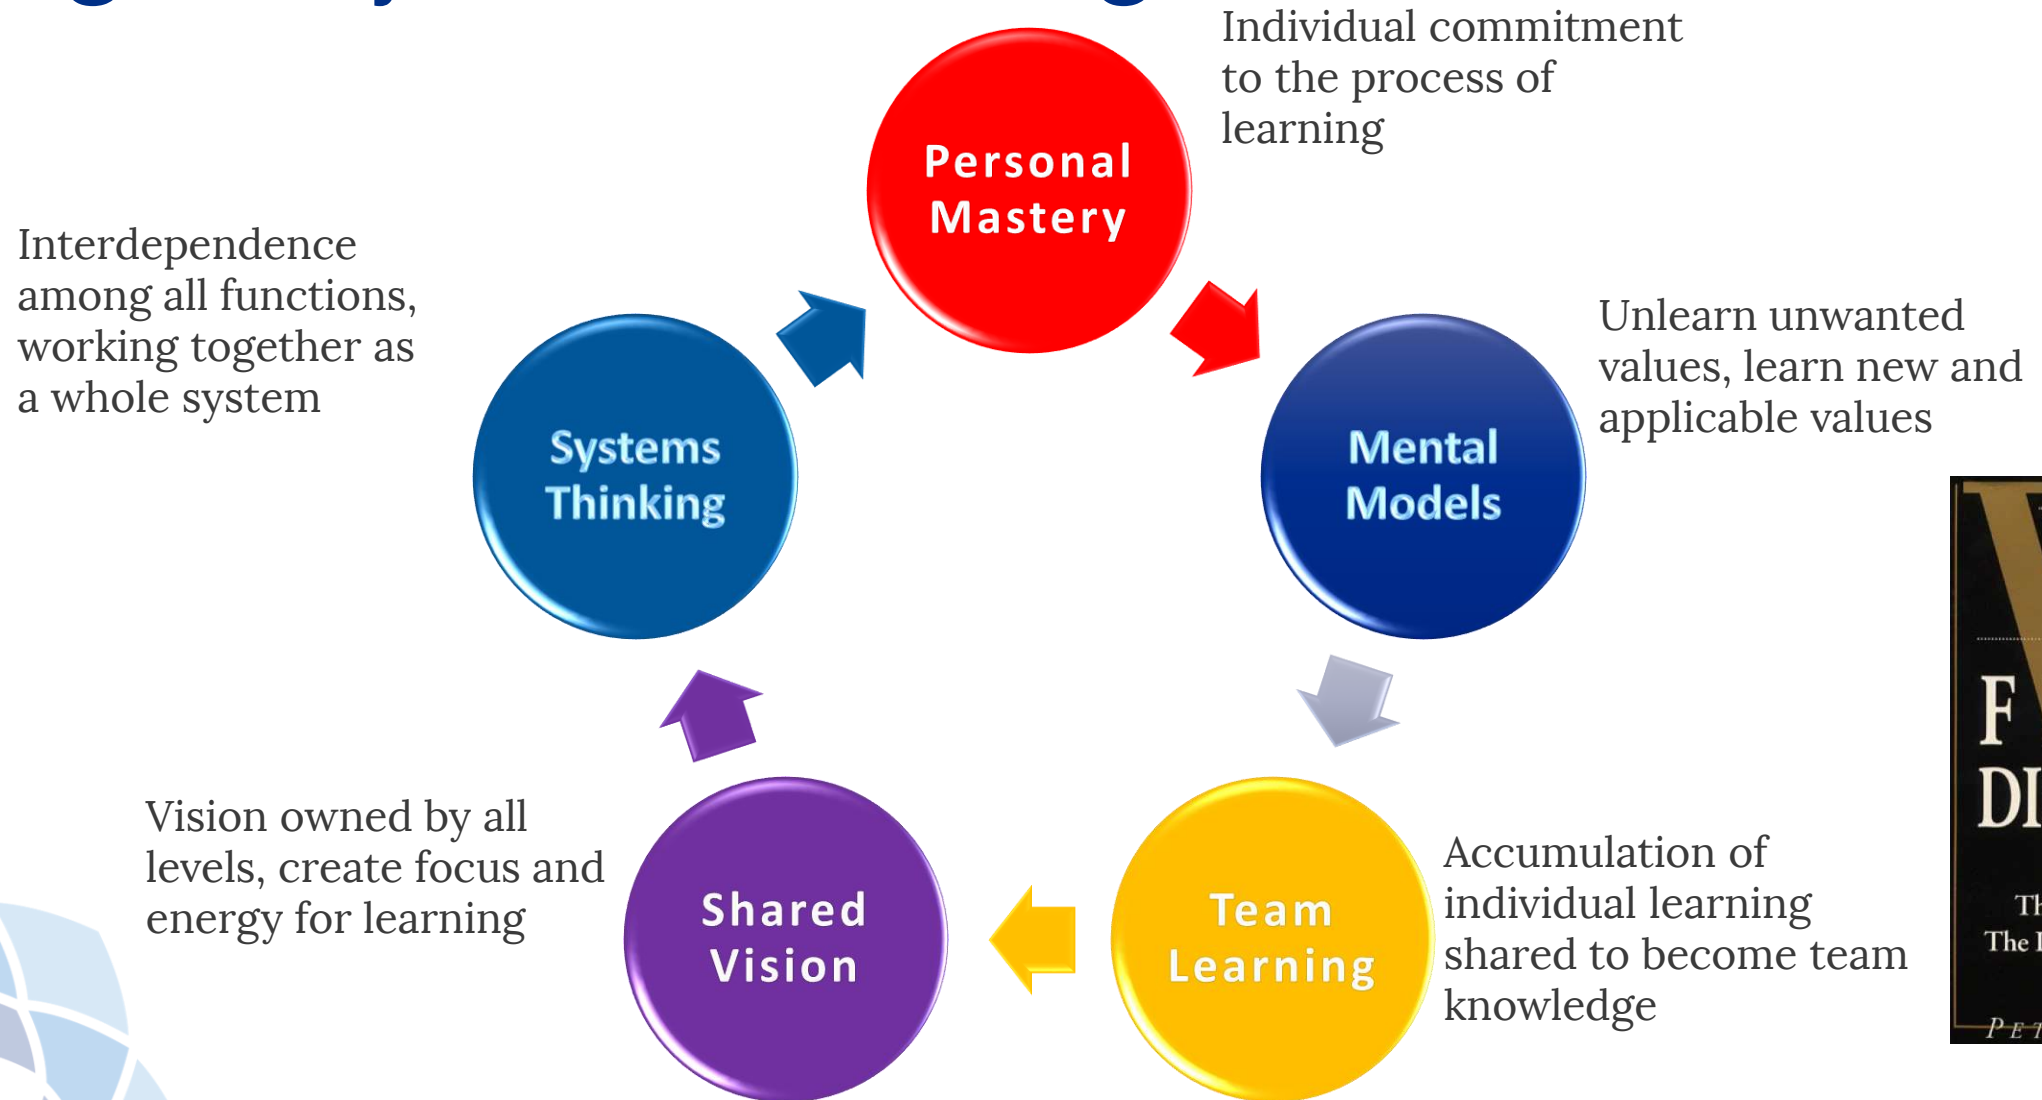 Individual commitment
to the process of
learning
Personal
Mastery
Interdependence
among all functions,
working together as
a whole system
Systems
Thinking
Unlearn unwanted
values, learn new and
applicable values
Mental
Models
Vision owned by all
levels, create focus and
energy for learning
Shared
Vision
Team
Learning
Accumulation of
individual learning
shared to become team
knowledge
F
DI
The